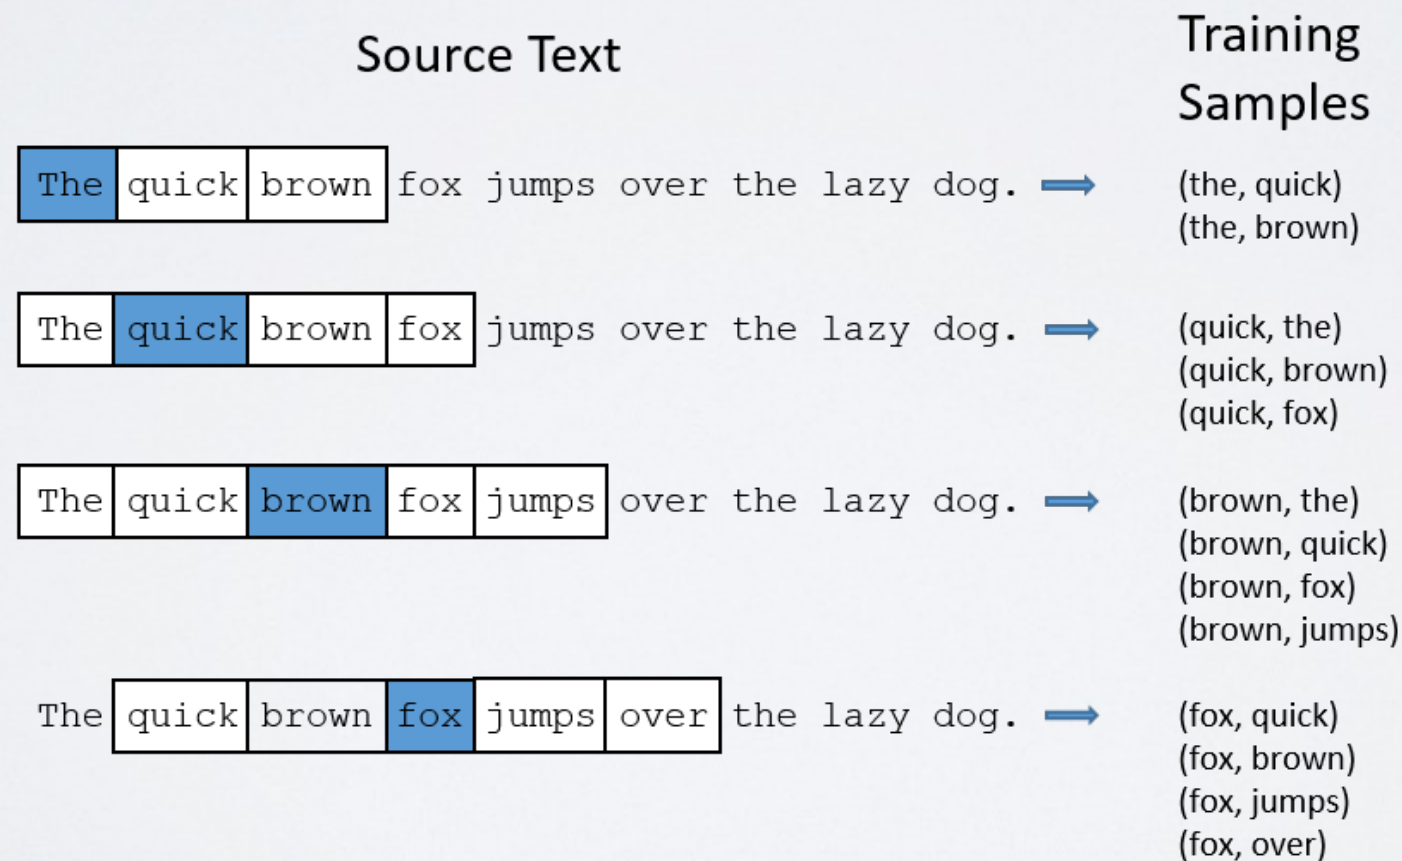 Source Text
Training
Samples
The quick brown fox jumps over the lazy dog.
(the, quick)
(the, brown)
The quick brown fox jumps over the lazy dog.
(quick, the)
(quick, brown)
(quick, fox)
The quick brown fox jumps over the lazy dog.
(brown, the)
(brown, quick)
(brown, fox)
(brown, jumps)
The quick brown fox jumps over the lazy dog.
(fox, quick)
(fox, brown)
(fox, jumps)
(fox, over)